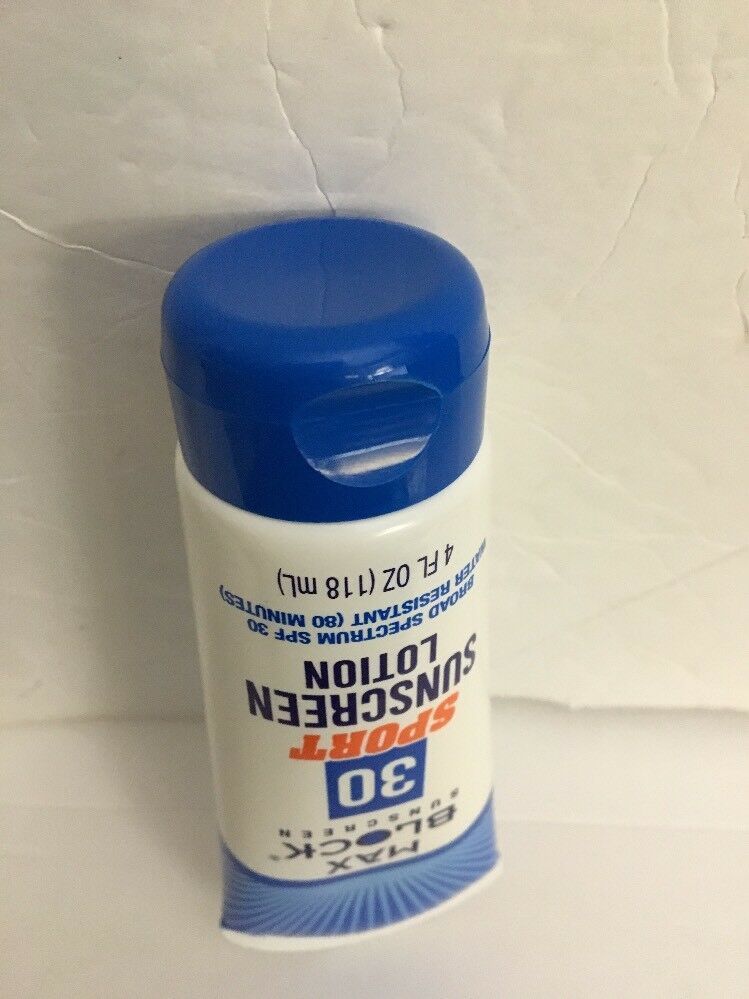 MAX
BLOCK™
SUNSCREEN
30
SPORT
SUNSCREEN
LOTION
BROAD SPECTRUM SPF 30
WATER RESISTANT (80 MINUTES)
4 FL OZ (118 mL)